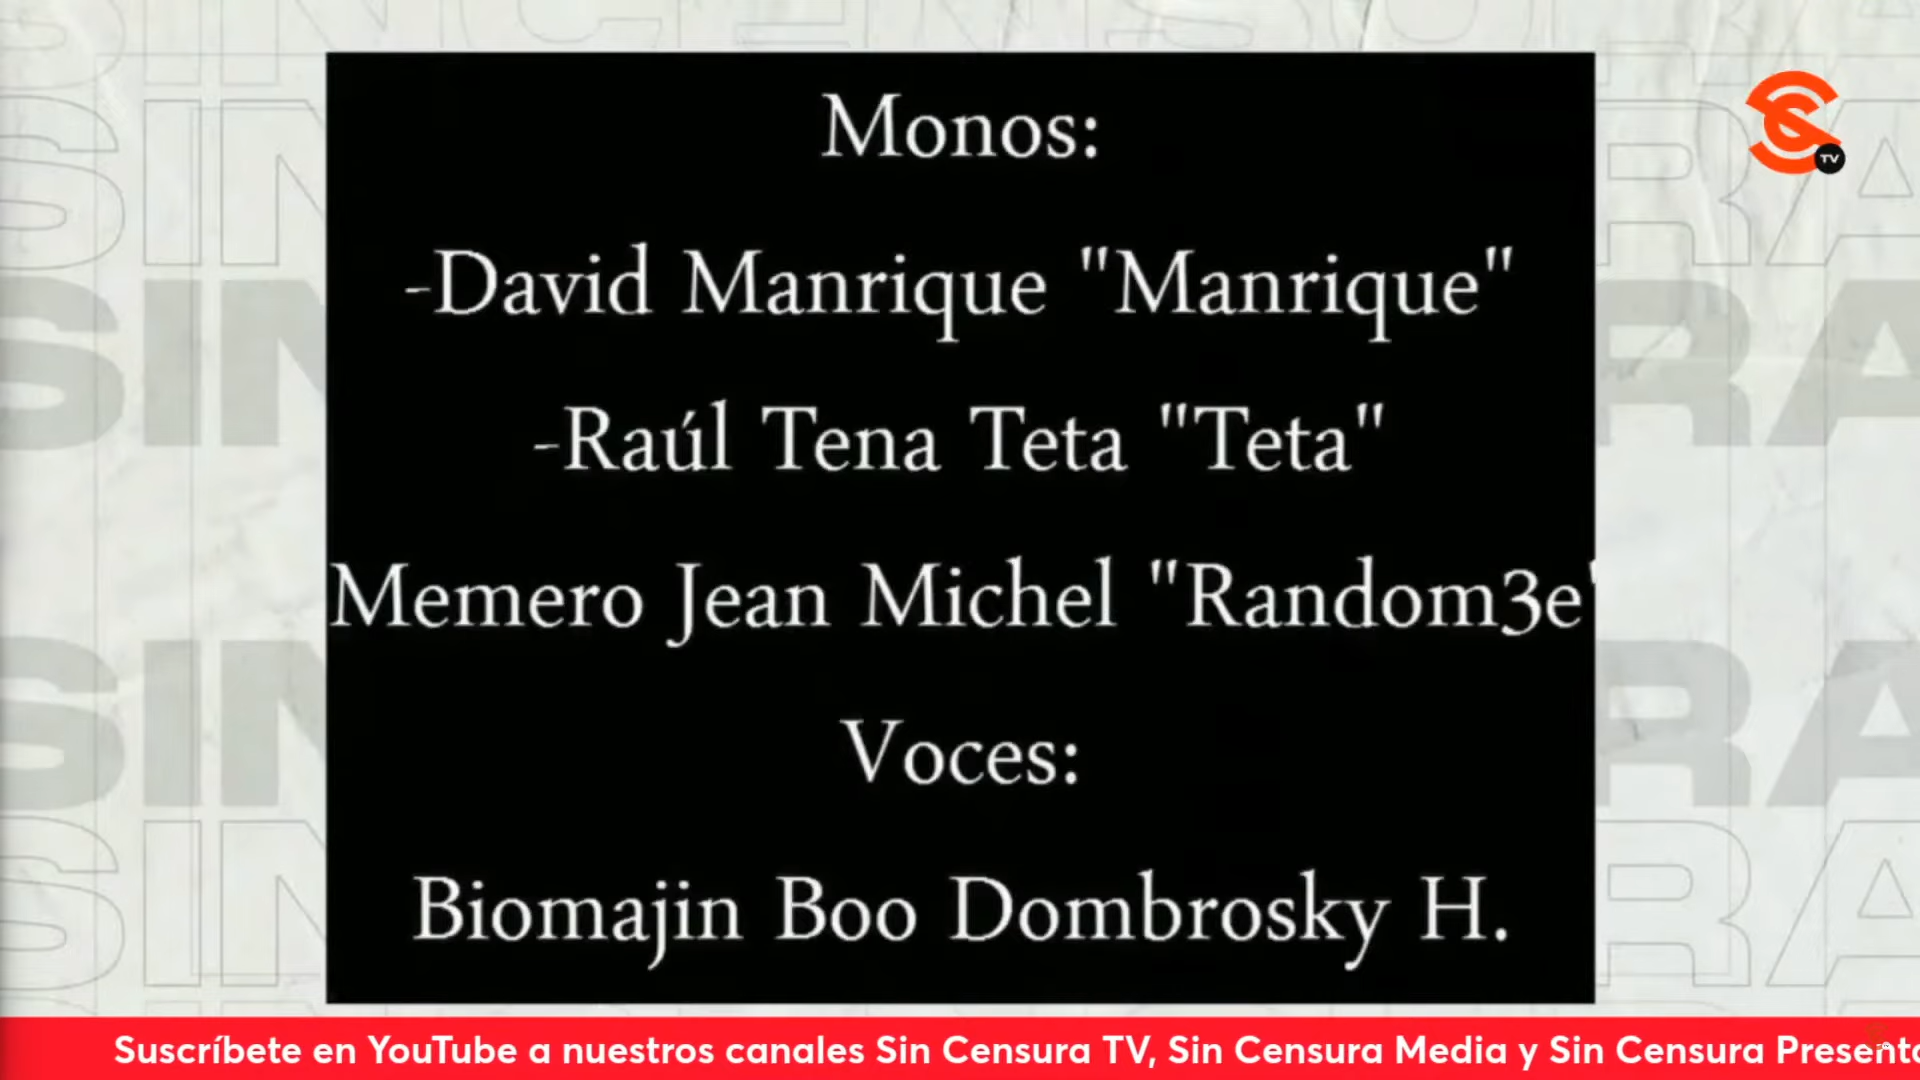 Monos:
-David Manrique "Manrique"
-Raúl Tena Teta "Teta"
Memero Jean Michel "Random3e"
Voces:
Biomajin Boo Dombrosky H.
TV
Suscríbete en YouTube a nuestros canales Sin Censura TV, Sin Censura Media y Sin Censura Present